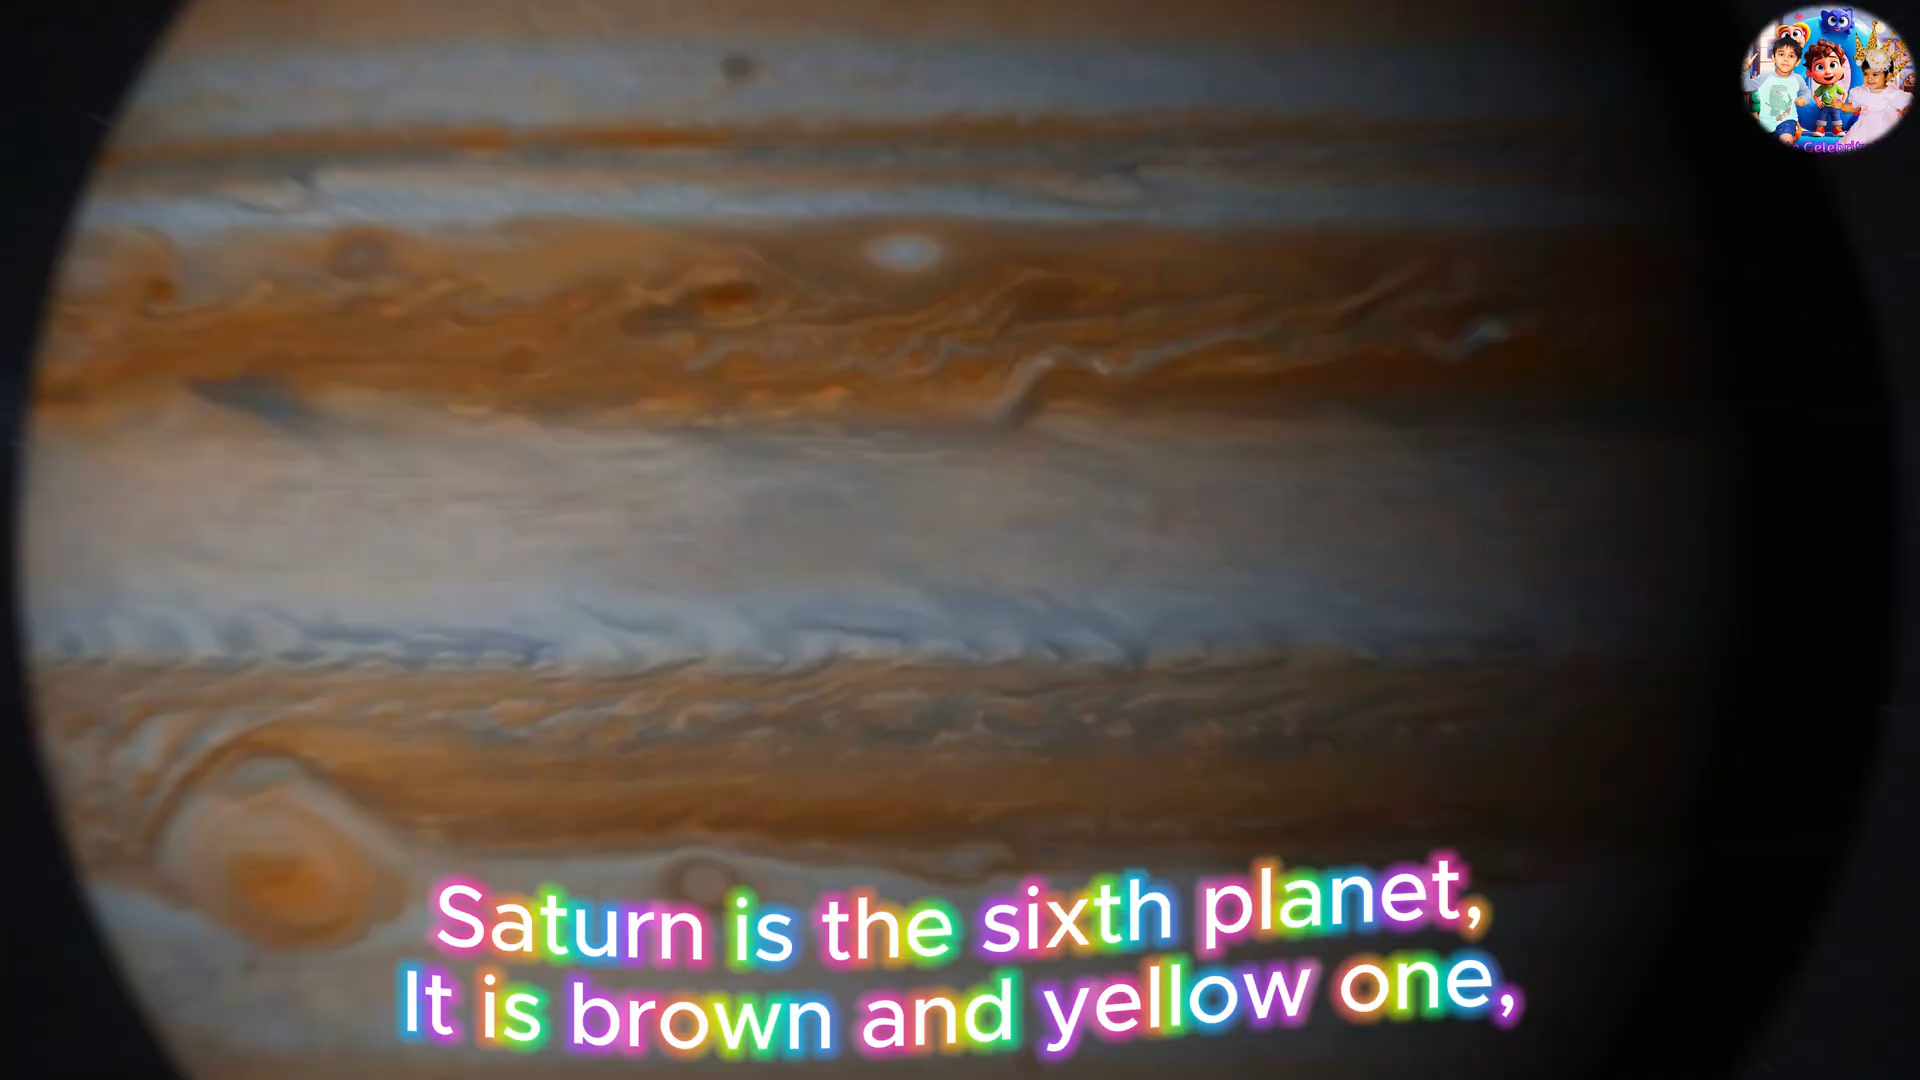 Saturn is the sixth planet,
It is brown and yellow one,